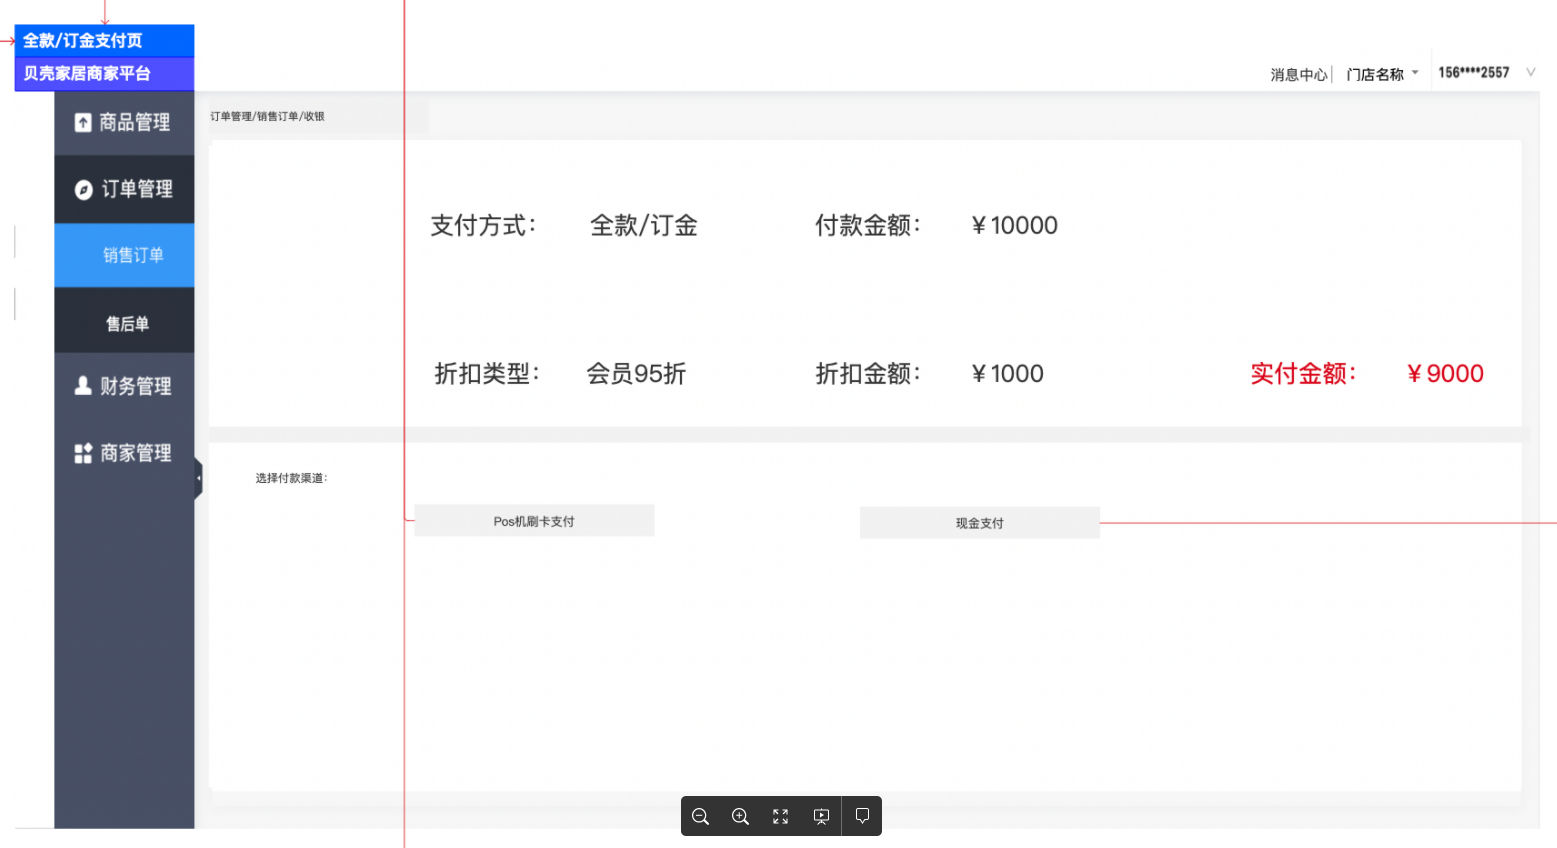 全款/订金支付页
贝壳家居商家平台
消息中心 门店名称 156****2557
商品管理
订单管理/销售订单/收银
订单管理
销售订单
售后单
财务管理
商家管理
支付方式： 全款/订金 付款金额： ￥10000
折扣类型： 会员95折 折扣金额： ￥1000 实付金额： ￥9000
选择付款渠道：
Pos机刷卡支付 现金支付